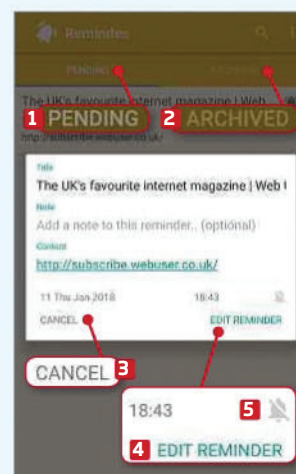 Reminder
PENDING
The UK's favourite internet magazine | Web
1 PENDING
2 ARCHIVED
http://subscribe.webuser.co.uk/
Title
The UK's favourite internet magazine | Web U
Note
Add a note to this reminder.. (optional)
Content
http://subscribe.webuser.co.uk/
11 Thu Jan 2018 18:43
CANCEL EDIT REMINDER
CANCEL 3
18:43 5
4 EDIT REMINDER